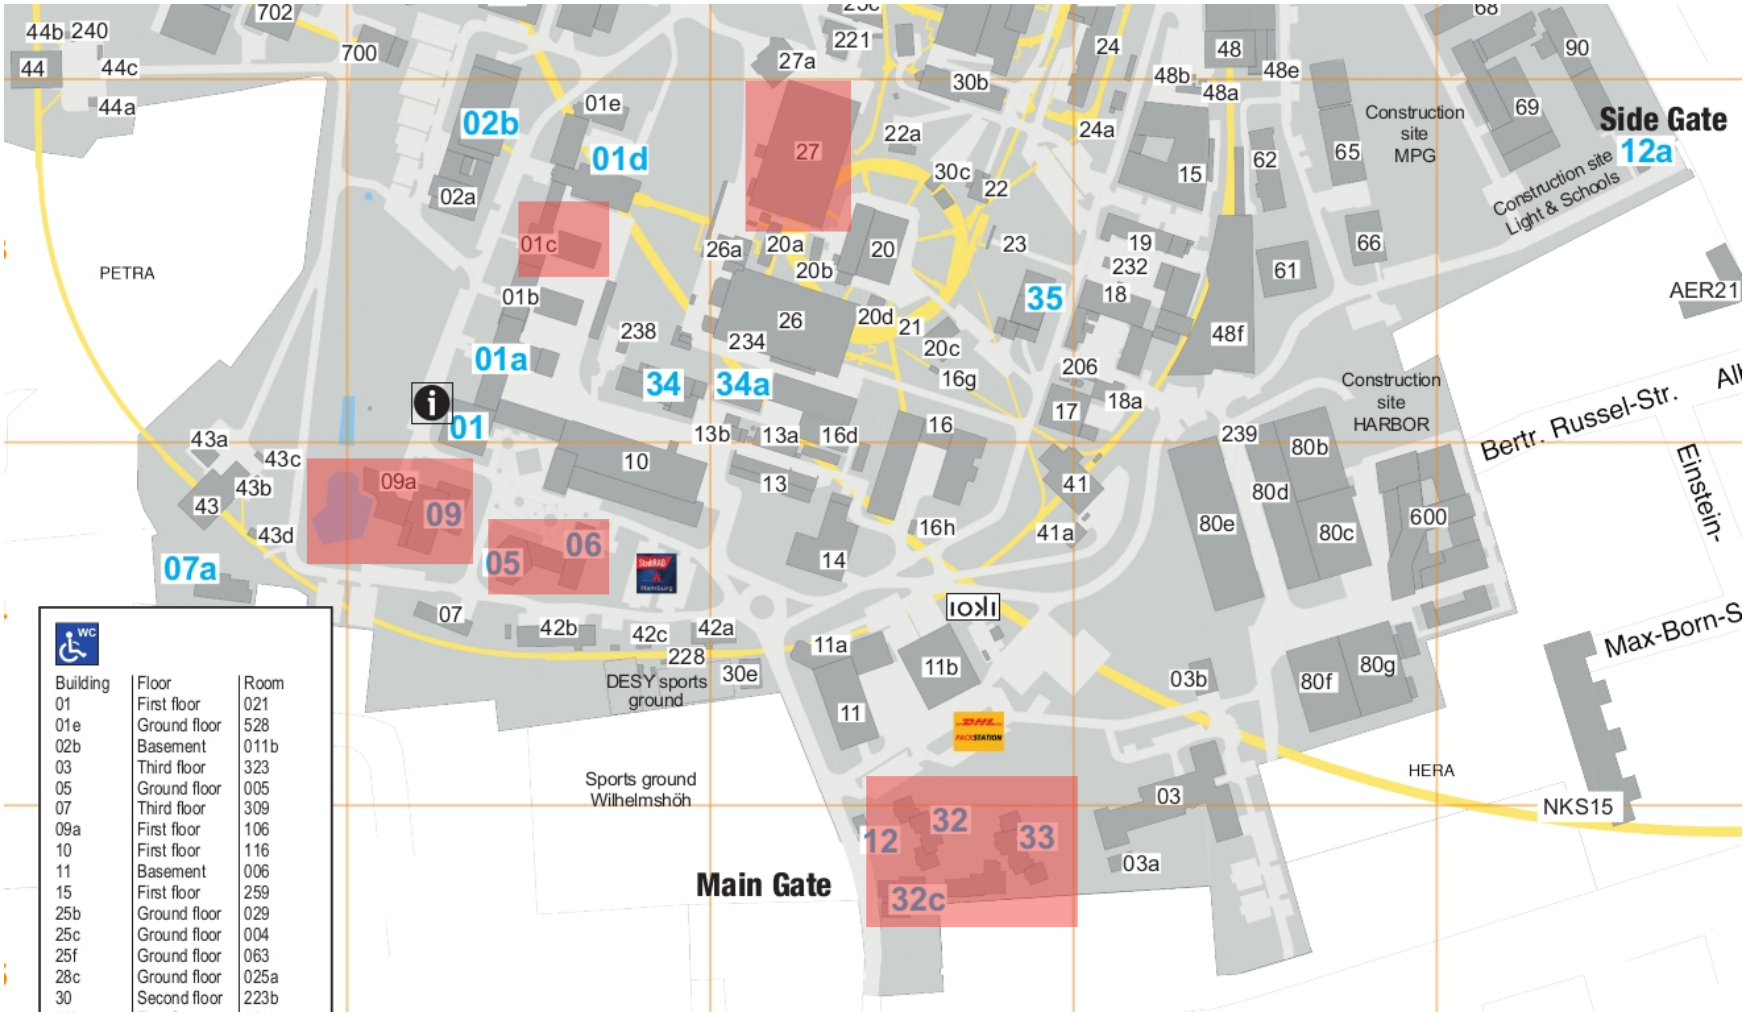 702
25c
68
44b
240
221
24
48
90
700
27a
44
44c
48b
48e
30b
48a
44a
01e
69
Construction
site
MPG
Side Gate
02b
22a
24a
12a
01d
27
62
65
30c
15
Construction site
Light & Schools
02a
22
01c
26a
20a
20
23
19
66
PETRA
20b
232
61
01b
35
18
AER21
238
26
20d
21
48f
234
20c
01a
206
16g
Construction
site
HARBOR
Bertr. Russel-Str.
34
34a
18a
i
01
17
43a
13b
13a
16d
16
239
80b
43c
10
Einstein-
09a
13
41
43b
80d
43
09
80e
600
43d
06
16h
41a
80c
05
14
07a
StadtRAD
Hamburg
07
IKOI
42b
42c
42a
11a
Max-Born-S
228
11b
80g
DESY sports
ground
30e
03b
80f
11
DHL
PACKSTATION
HERA
Sports ground
Wilhelmshöh
03
NKS15
12
32
33
03a
Main Gate
32c
WC
Building Floor Room
01 First floor 021
01e Ground floor 528
02b Basement 011b
03 Third floor 323
05 Ground floor 005
07 Third floor 309
09a First floor 106
10 First floor 116
11 Basement 006
15 First floor 259
25b Ground floor 029
25c Ground floor 004
25f Ground floor 063
28c Ground floor 025a
30 Second floor 223b